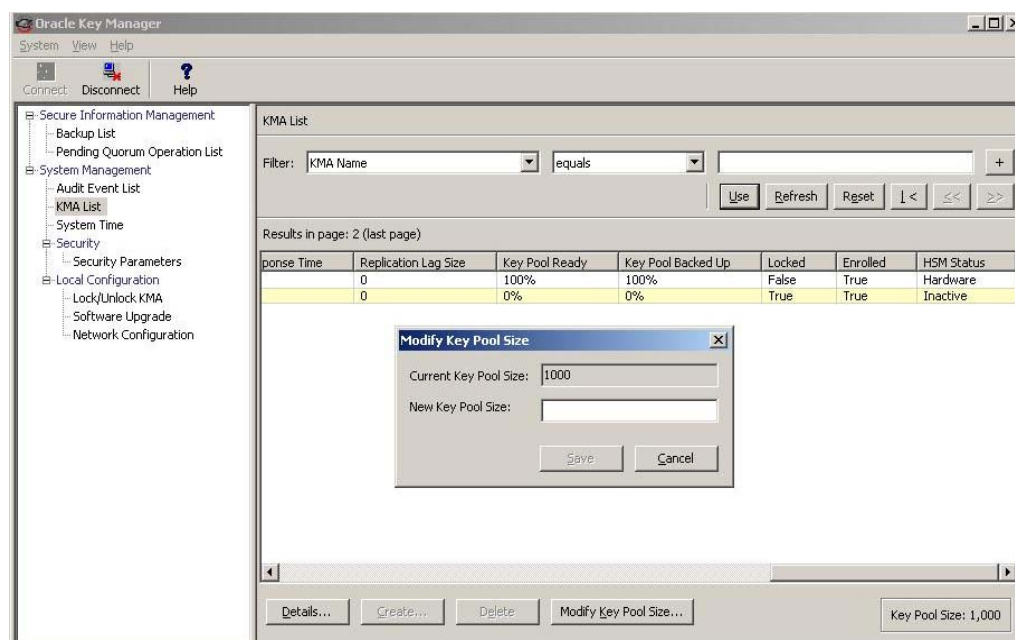 Oracle Key Manager
System View Help
Connect Disconnect Help
Secure Information Management
Backup List
Pending Quorum Operation List
System Management
Audit Event List
KMA List
System Time
Security
Security Parameters
Local Configuration
Lock/Unlock KMA
Software Upgrade
Network Configuration
KMA List
Filter: KMA Name equals +
Use Refresh Reset |< << >>
Results in page: 2 (last page)
ponse Time Replication Lag Size Key Pool Ready Key Pool Backed Up Locked Enrolled HSM Status
0 100% 100% False True Hardware
0 0% 0% True True Inactive
Modify Key Pool Size
Current Key Pool Size: 1000
New Key Pool Size:
Save Cancel
Details... Create... Delete Modify Key Pool Size... Key Pool Size: 1,000